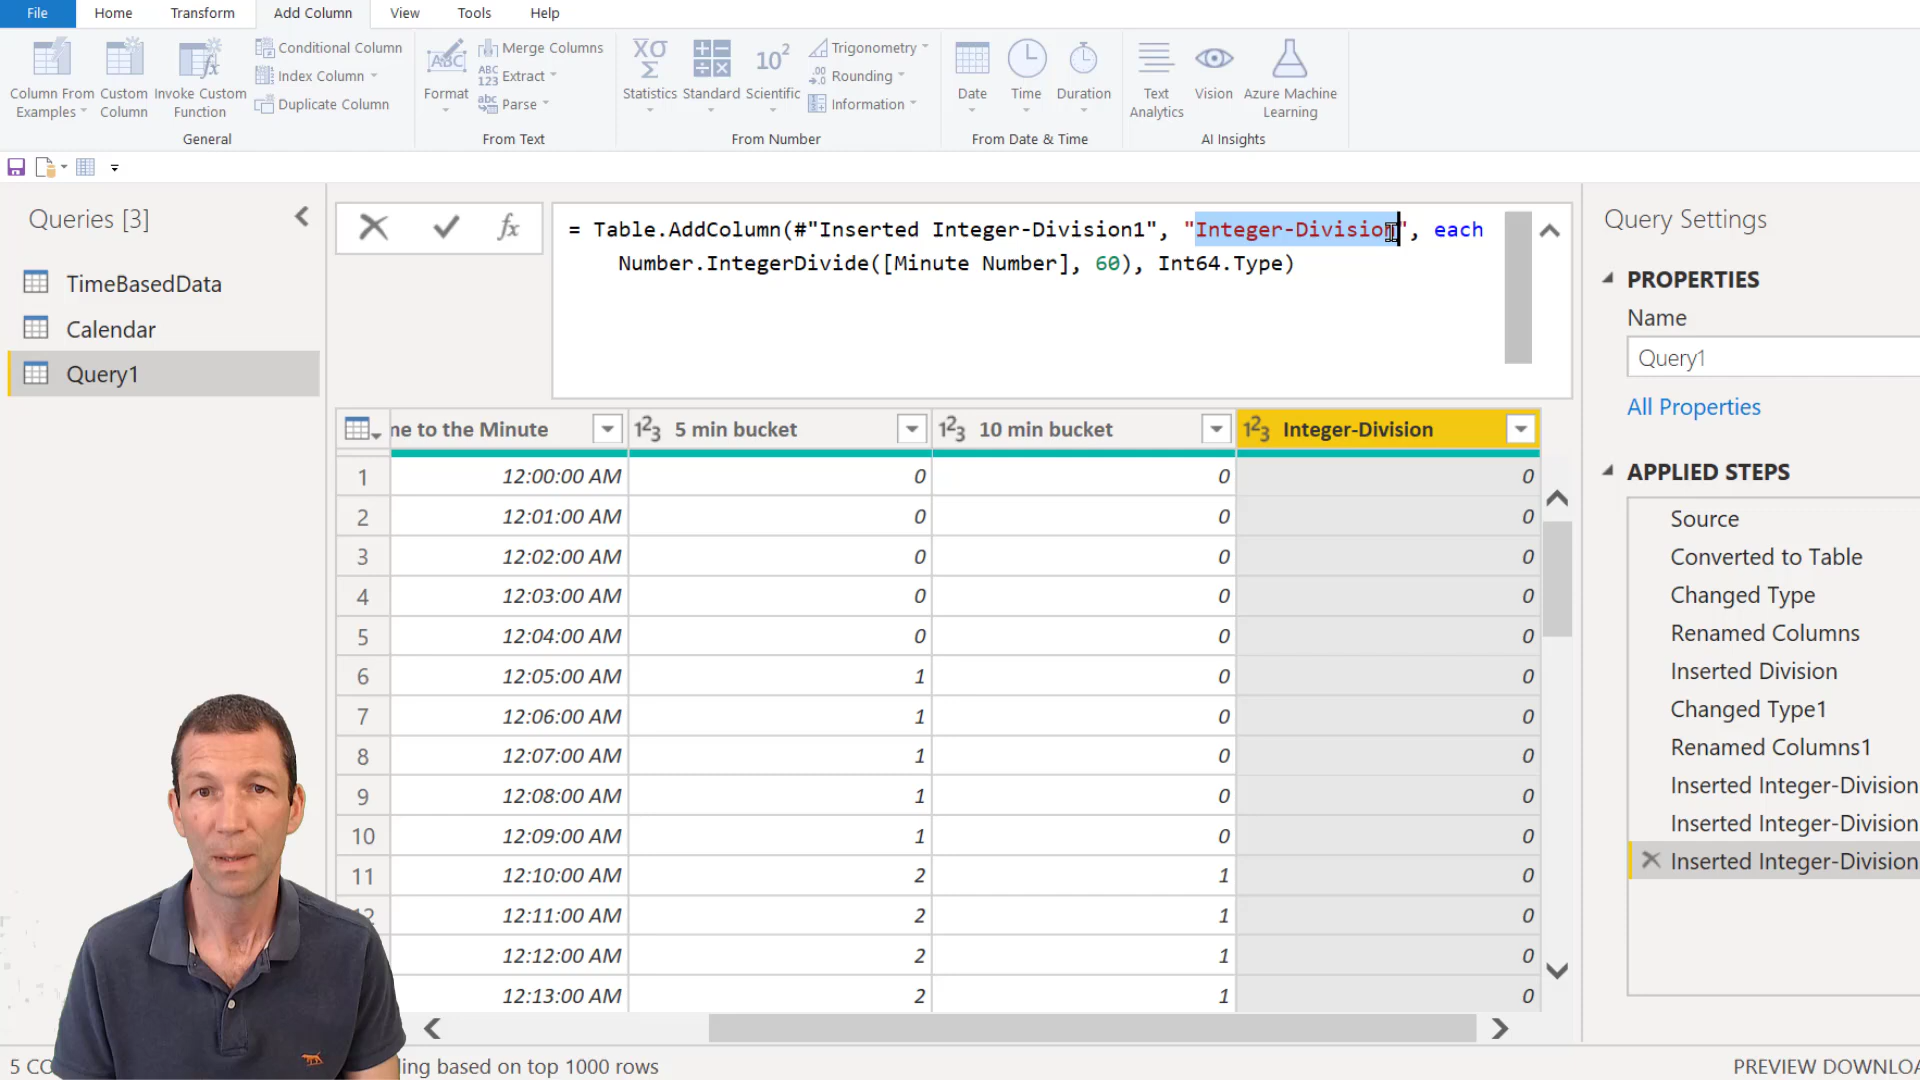 File Home Transform Add Column View Tools Help
Column From Examples
Custom Column
Invoke Custom Function
Conditional Column
Index Column
Duplicate Column
General
Format
Merge Columns
Extract
Parse
From Text
Statistics
Standard
Scientific
Trigonometry
Rounding
Information
From Number
Date
Time
Duration
From Date & Time
Text Analytics
Vision
Azure Machine Learning
AI Insights
Queries [3]
TimeBasedData
Calendar
Query1
= Table.AddColumn(#"Inserted Integer-Division1", "Integer-Division", each
Number.IntegerDivide([Minute Number], 60), Int64.Type)
me to the Minute 5 min bucket 10 min bucket Integer-Division
1 12:00:00 AM 0 0 0
2 12:01:00 AM 0 0 0
3 12:02:00 AM 0 0 0
4 12:03:00 AM 0 0 0
5 12:04:00 AM 0 0 0
6 12:05:00 AM 1 0 0
7 12:06:00 AM 1 0 0
8 12:07:00 AM 1 0 0
9 12:08:00 AM 1 0 0
10 12:09:00 AM 1 0 0
11 12:10:00 AM 2 1 0
12 12:11:00 AM 2 1 0
12:12:00 AM 2 1 0
12:13:00 AM 2 1 0
Query Settings
PROPERTIES
Name
Query1
All Properties
APPLIED STEPS
Source
Converted to Table
Changed Type
Renamed Columns
Inserted Division
Changed Type1
Renamed Columns1
Inserted Integer-Division
Inserted Integer-Division
Inserted Integer-Division
5 CO
ling based on top 1000 rows
PREVIEW DOWNLOA